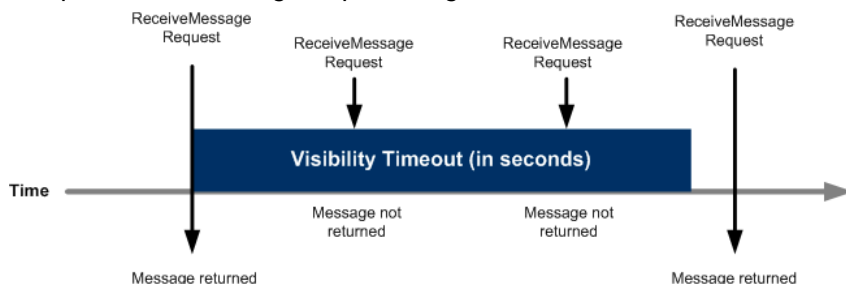 ReceiveMessage
Request
ReceiveMessage
Request
ReceiveMessage
Request
ReceiveMessage
Request
Visibility Timeout (in seconds)
Time
Message not
returned
Message not
returned
Message returned
Message returned